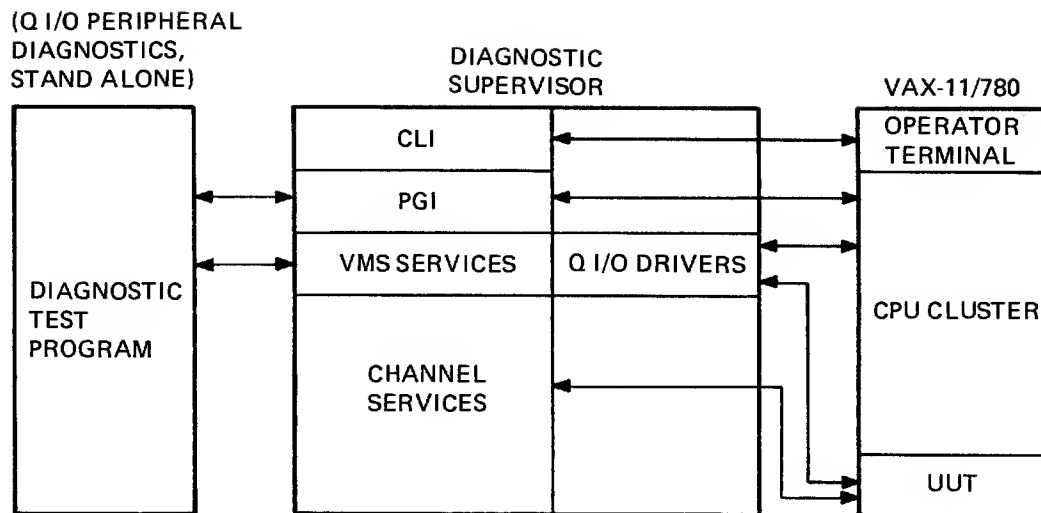 (Q I/O PERIPHERAL
DIAGNOSTICS,
STAND ALONE)
DIAGNOSTIC
SUPERVISOR
VAX-11/780
CLI
OPERATOR
TERMINAL
PGI
VMS SERVICES
Q I/O DRIVERS
DIAGNOSTIC
TEST
PROGRAM
CPU CLUSTER
CHANNEL
SERVICES
UUT